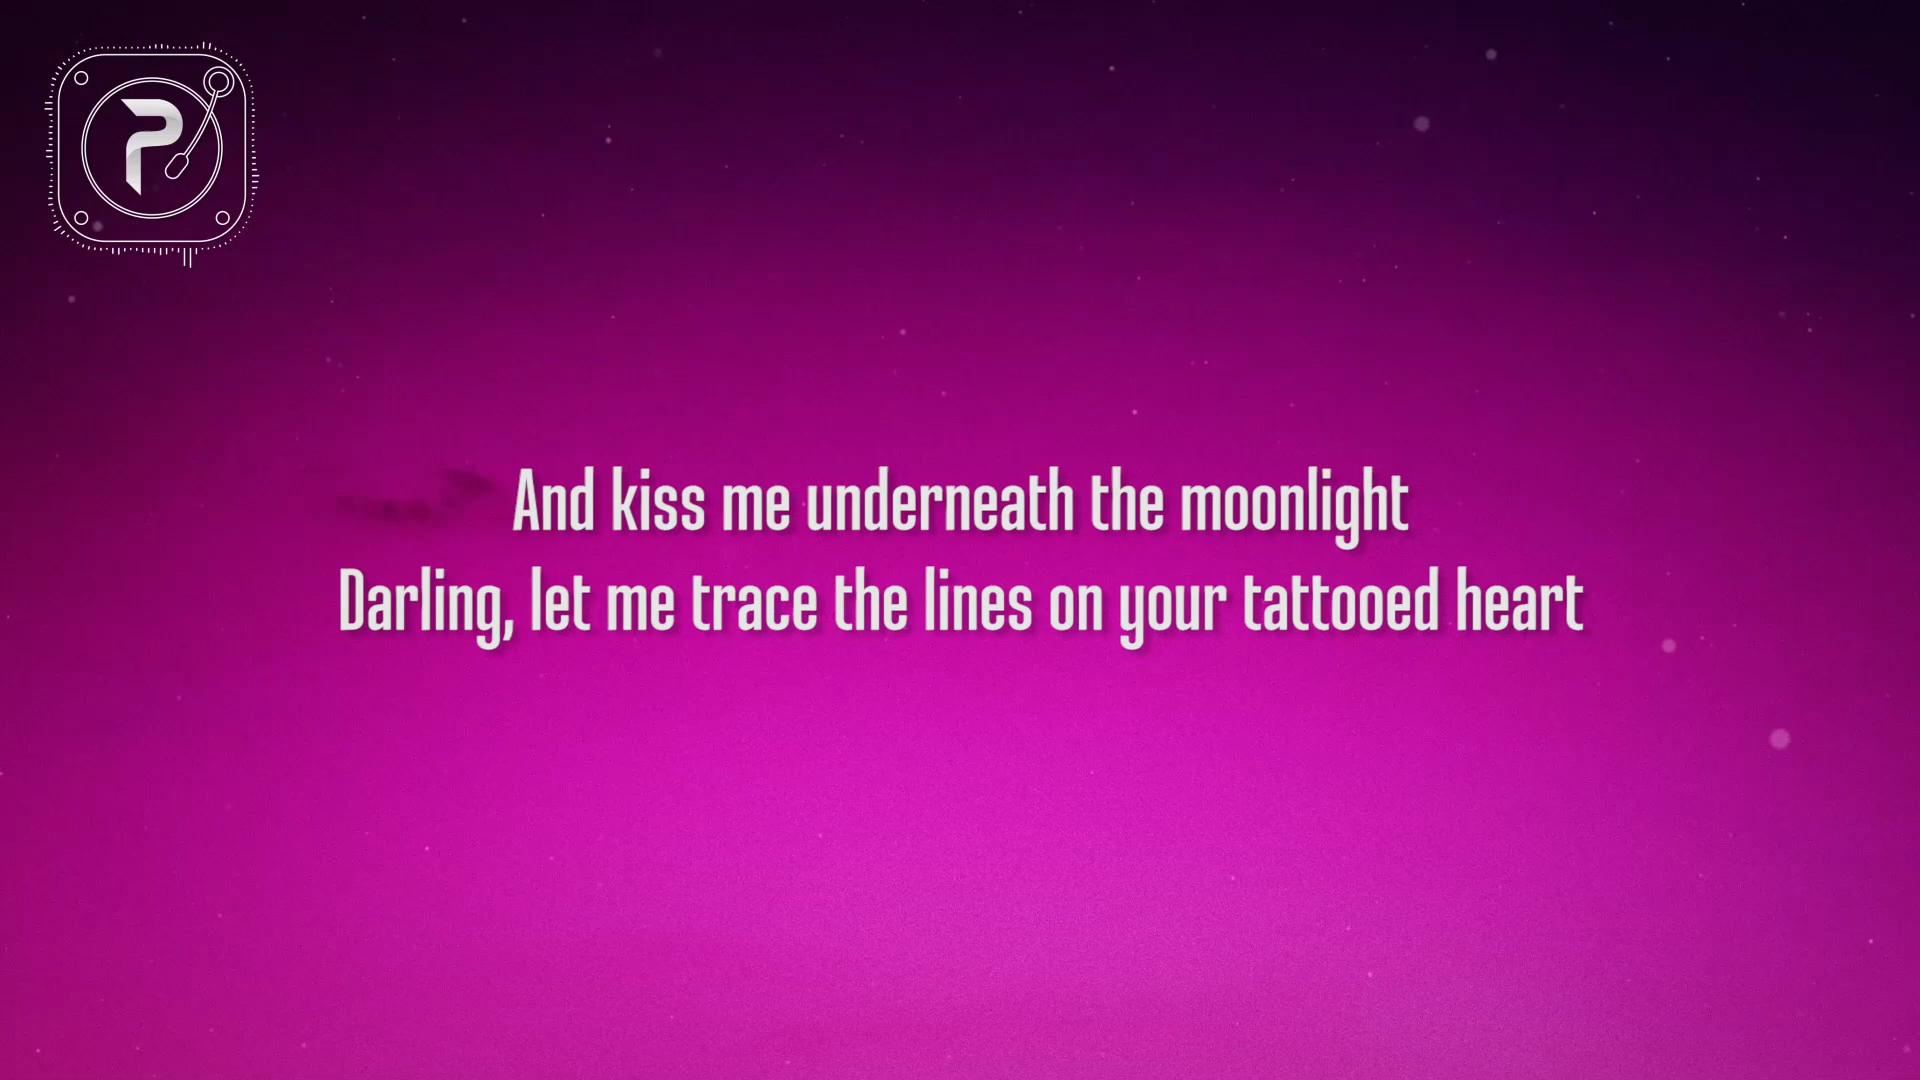 P
And kiss me underneath the moonlight
Darling, let me trace the lines on your tattooed heart